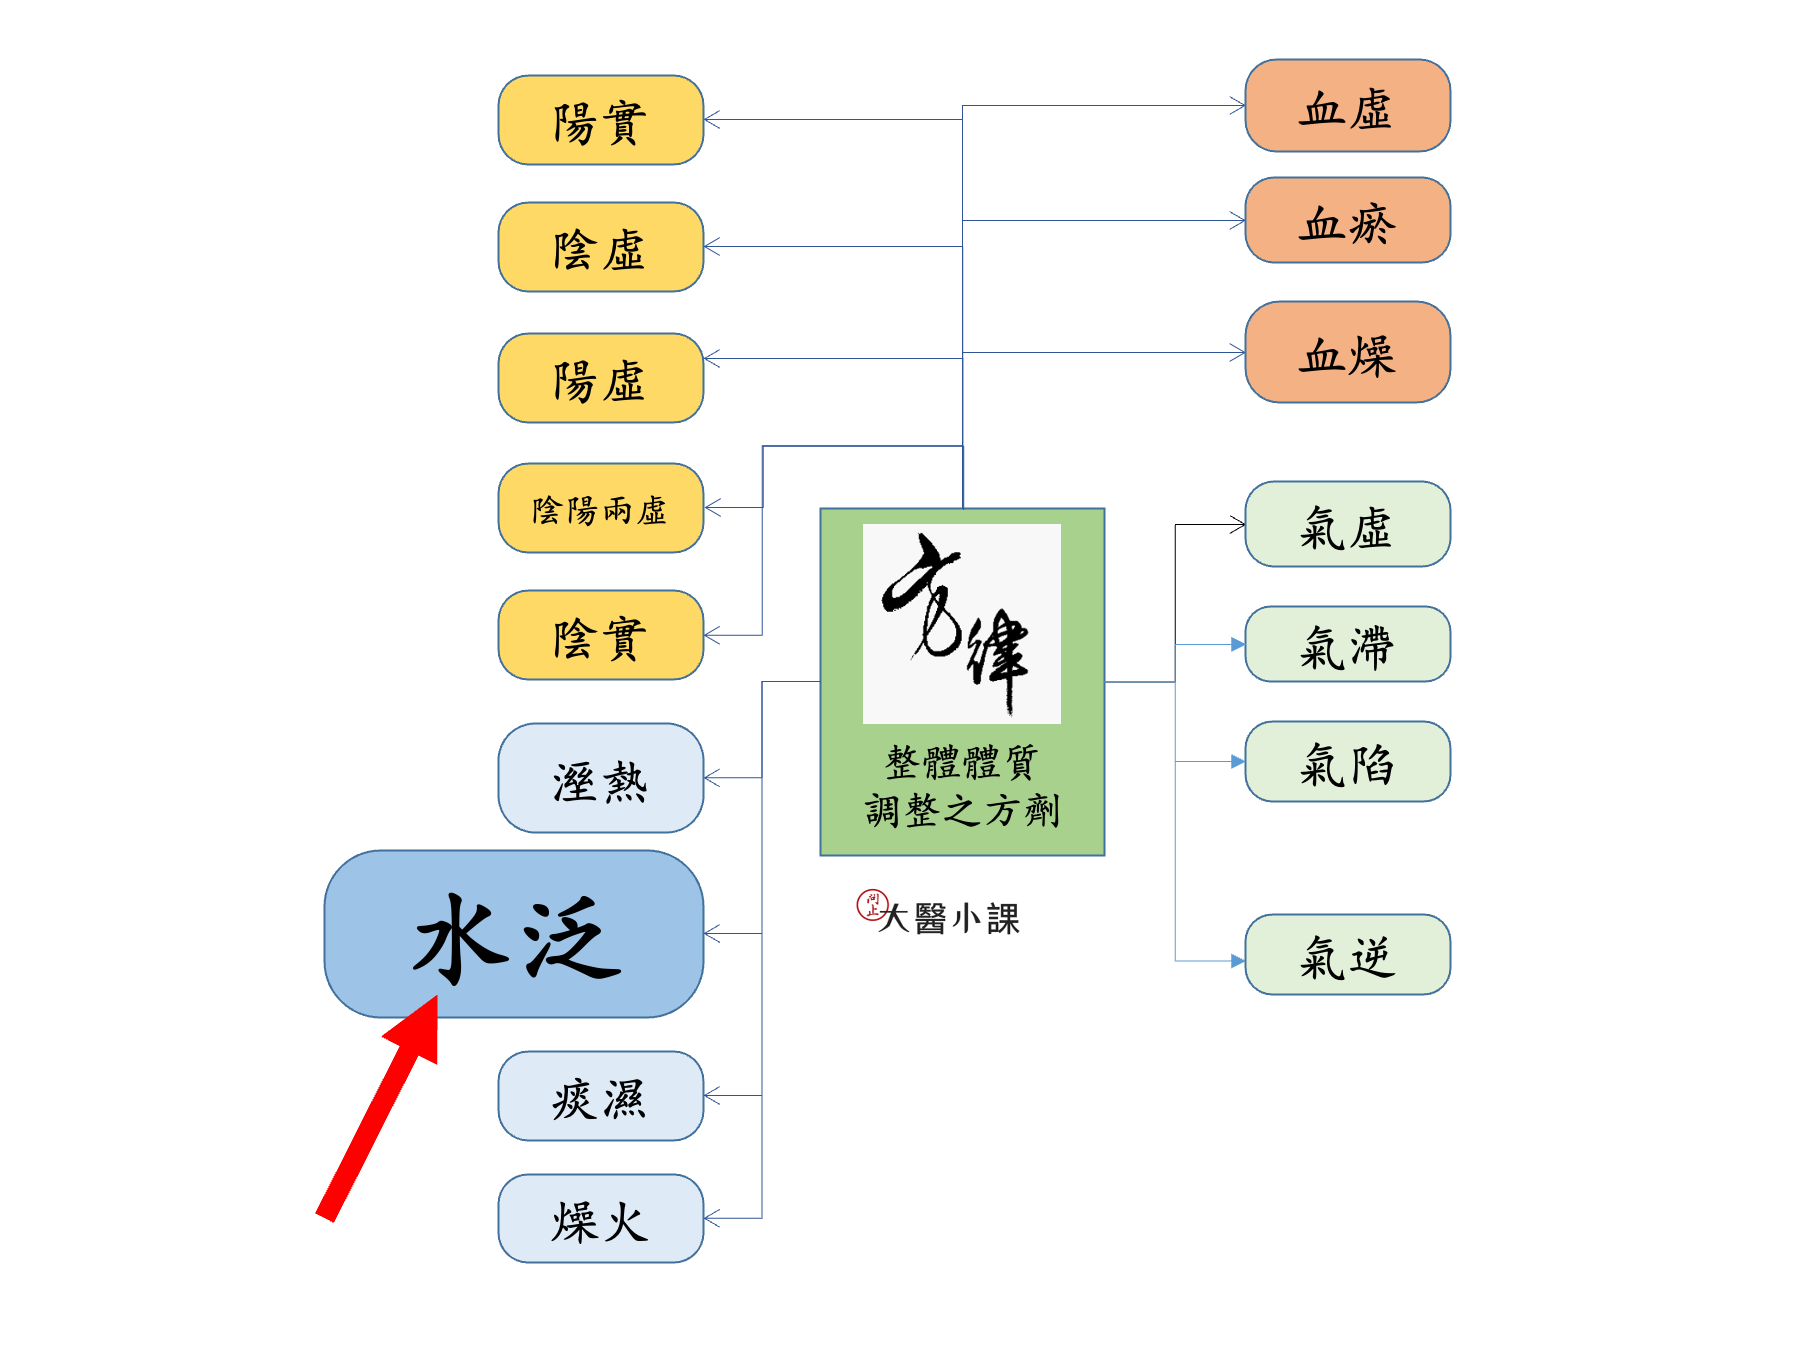 陽實
陰虛
陽虛
陰陽兩虛
陰實
溼熱
水泛
痰濕
燥火
方律
整體體質
調整之方劑
問止
大醫小課
血虛
血瘀
血燥
氣虛
氣滯
氣陷
氣逆